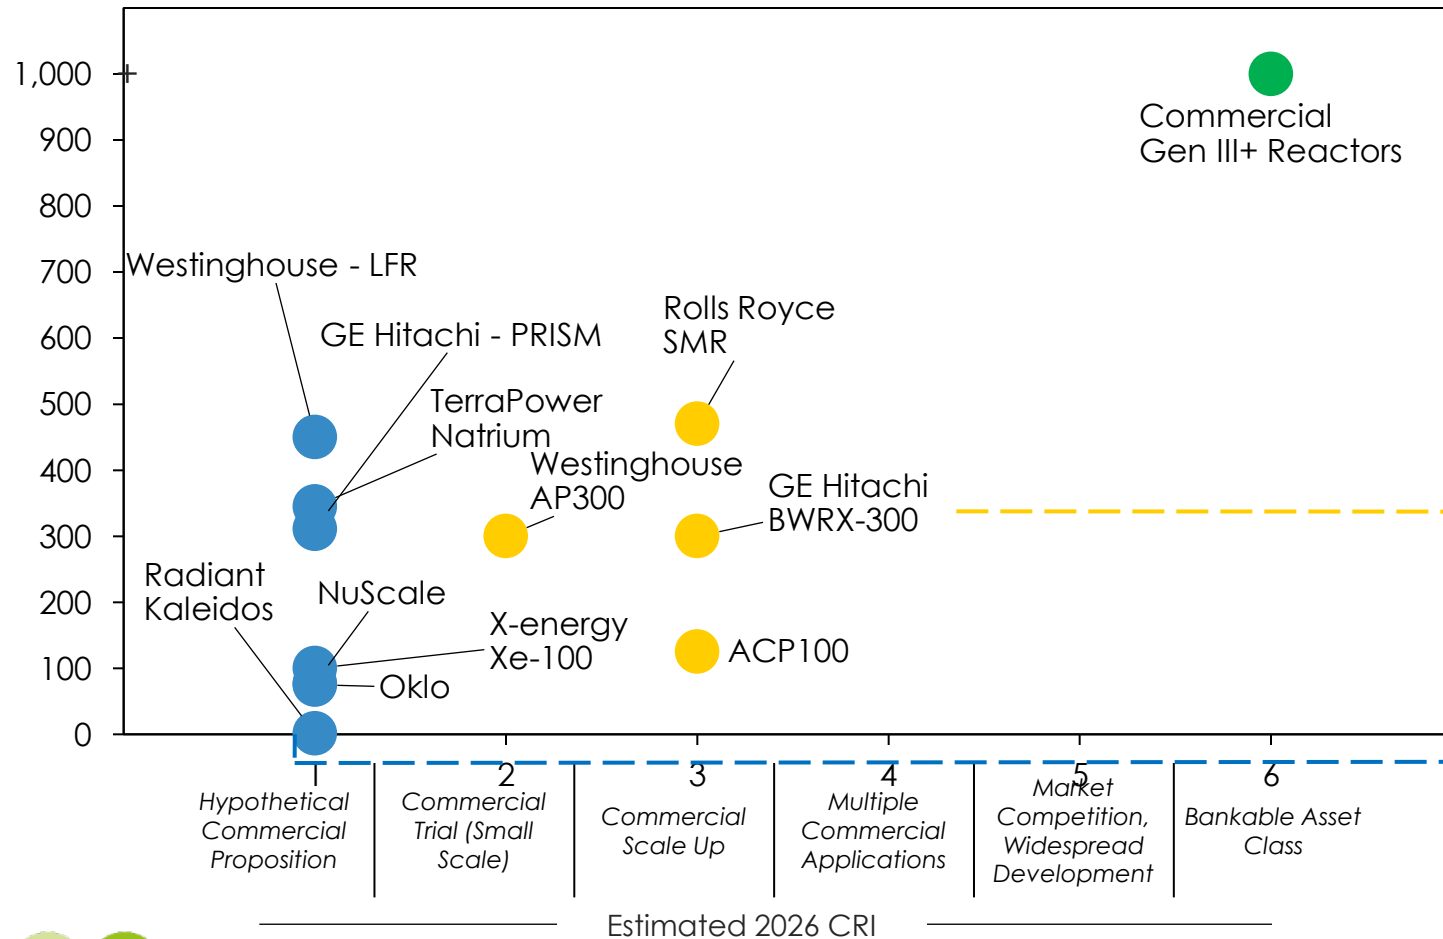 1,000
900
800
700
600
500
400
300
200
100
0
Commercial
Gen III+ Reactors
Westinghouse - LFR
GE Hitachi - PRISM
Rolls Royce
SMR
TerraPower
Natrium
Westinghouse
AP300
GE Hitachi
BWRX-300
Radiant
Kaleidos
NuScale
X-energy
Xe-100
Oklo
ACP100
1
2
3
4
5
6
Hypothetical
Commercial
Proposition
Commercial
Trial (Small
Scale)
Commercial
Scale Up
Multiple
Commercial
Applications
Market
Competition,
Widespread
Development
Bankable Asset
Class
Estimated 2026 CRI